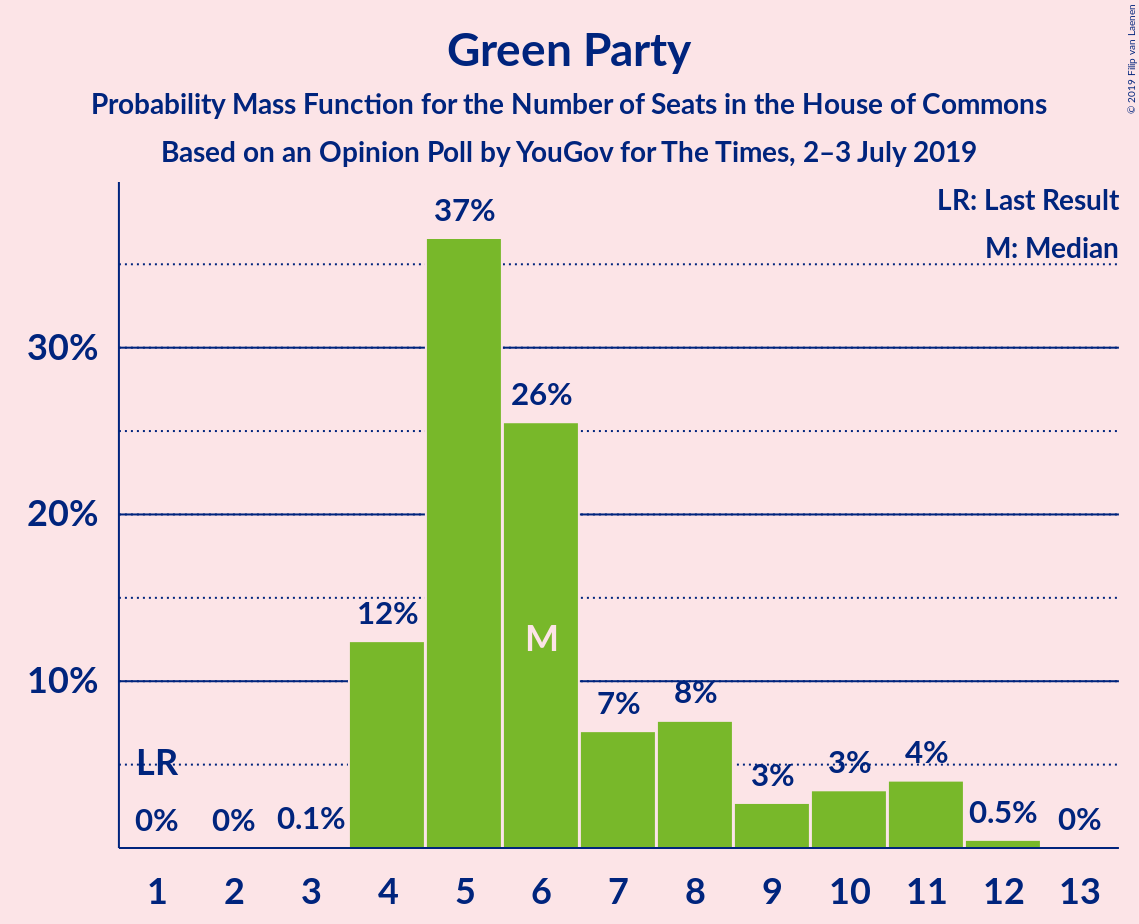 Green Party
Probability Mass Function for the Number of Seats in the House of Commons
Based on an Opinion Poll by YouGov for The Times, 2–3 July 2019
© 2019 Filip van Laenen
LR: Last Result
M: Median
37%
30%
26%
20%
12%
M
10%
7%
8%
LR
3%
3%
4%
0%
0%
0.1%
0.5%
0%
1 2 3 4 5 6 7 8 9 10 11 12 13